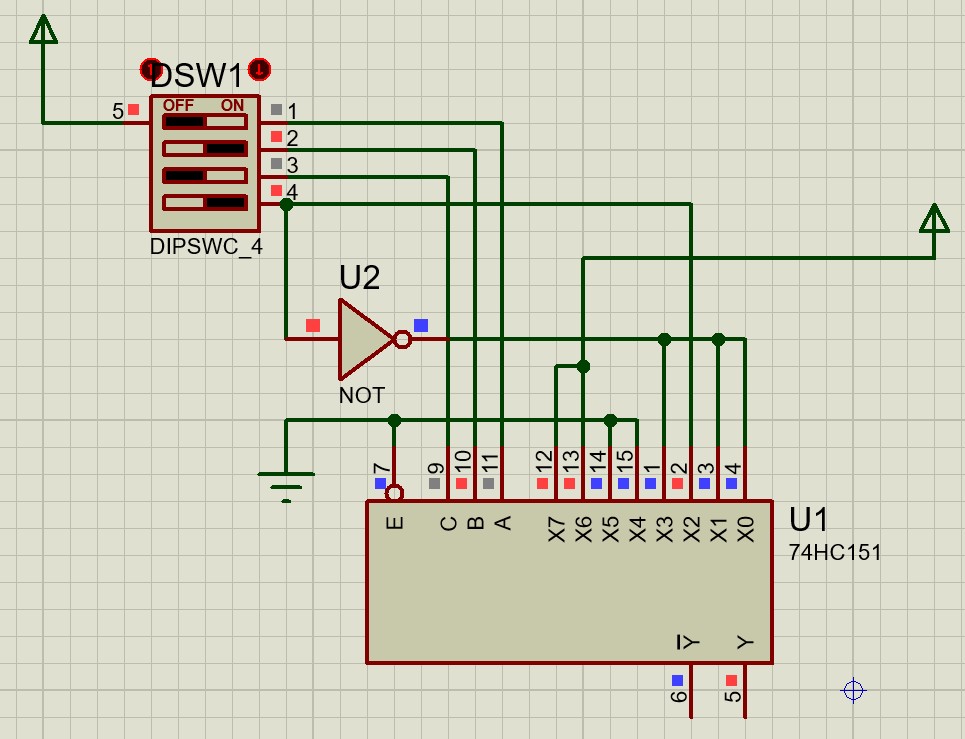 DSW1
5
OFF ON
1
2
3
4
DIPSWC_4
U2
NOT
7 9 10 11 12 13 14 15 1 2 3 4
E C B A X7 X6 X5 X4 X3 X2 X1 X0
U1
74HC151
Y Y
6 5